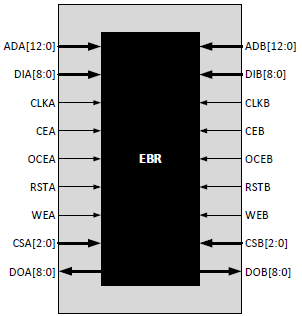 ADA[12:0] ADB[12:0]
DIA[8:0] DIB[8:0]
CLKA CLKB
CEA CEB
OCEA EBR OCEB
RSTA RSTB
WEA WEB
CSA[2:0] CSB[2:0]
DOA[8:0] DOB[8:0]